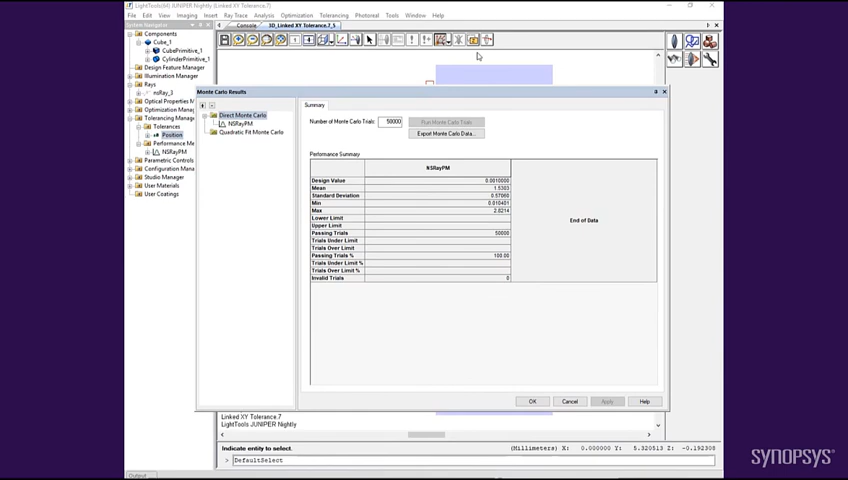 LightTools(64) JUNIPER Nightly (LinkedXY Tolerance.7)
File Edit View Imaging Insert Ray Trace Analysis Optimization Tolerancing Photoreal Tools Window Help
System Navigator
Console 3D_Linked XY Tolerance.7_5
Components
Cube_1
CubePrimitive_1
CylinderPrimitive_1
Design Feature Manager
Illumination Manager
Rays
nsRay_3
Optical Properties M
Optimization Manag
Tolerancing Manage
Tolerances
Position
Performance Me
NSRayPM
Parametric Controls
Configuration Mana
Studio Manager
User Materials
User Coatings
Monte Carlo Results
Direct Monte Carlo
NSRayPM
Quadratic Fit Monte Carlo
Summary
Number of Monte Carlo Trials: 50000 Run Monte Carlo Trials
Export Monte Carlo Data...
Performance Summary
NSRayPM
Design Value 0.0010000
Mean 1.5303
Standard Deviation 0.57060
Min 0.010401
Max 2.8214
Lower Limit
Upper Limit
Passing Trials 50000
Trials Under Limit
Trials Over Limit
Passing Trials % 100.00
Trials Under Limit %
Trials Over Limit %
Invalid Trials 0
End of Data
OK Cancel Apply Help
Linked XY Tolerance.7
LightTools JUNIPER Nightly
Indicate entity to select. (Millimeters) X: 0.000000 Y: 5.320513 Z: -0.192308
> DefaultSelect
Output
SYNOPSYS